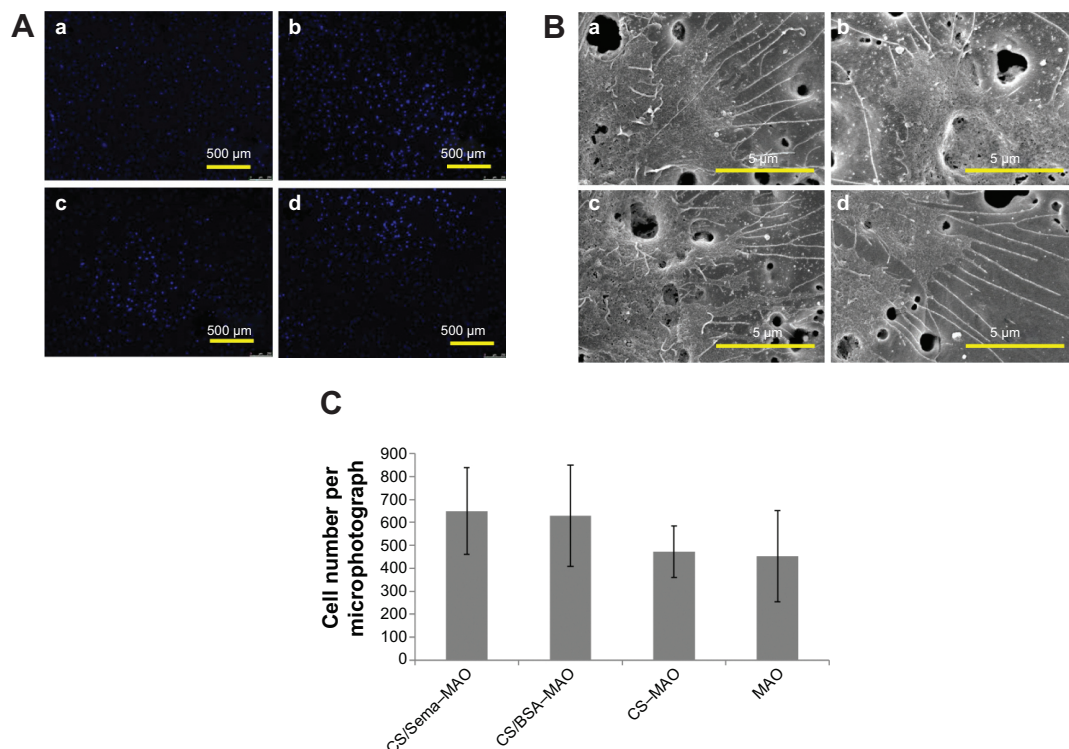 A
a
b
500 µm
500 µm
c
d
500 µm
500 µm
B
a
b
5 µm
5 µm
c
d
5 µm
5 µm
C
Cell number per
microphotograph
900
800
700
600
500
400
300
200
100
0
CS/Sema–MAO
CS/BSA–MAO
CS–MAO
MAO